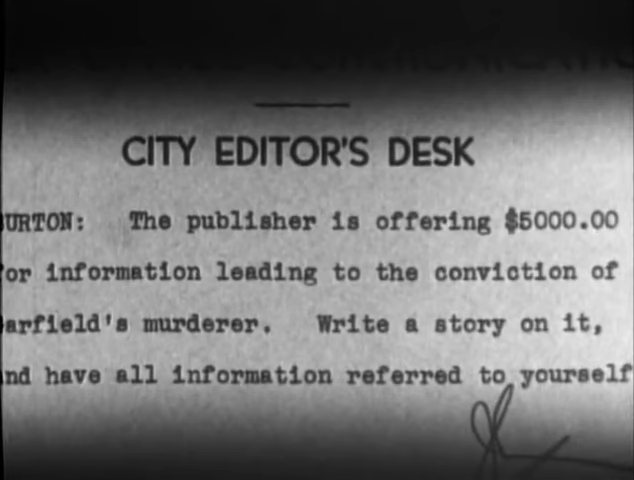 CITY EDITOR'S DESK
URTON: The publisher is offering $5000.00
or information leading to the conviction of
arfield's murderer. Write a story on it,
nd have all information referred to yourself